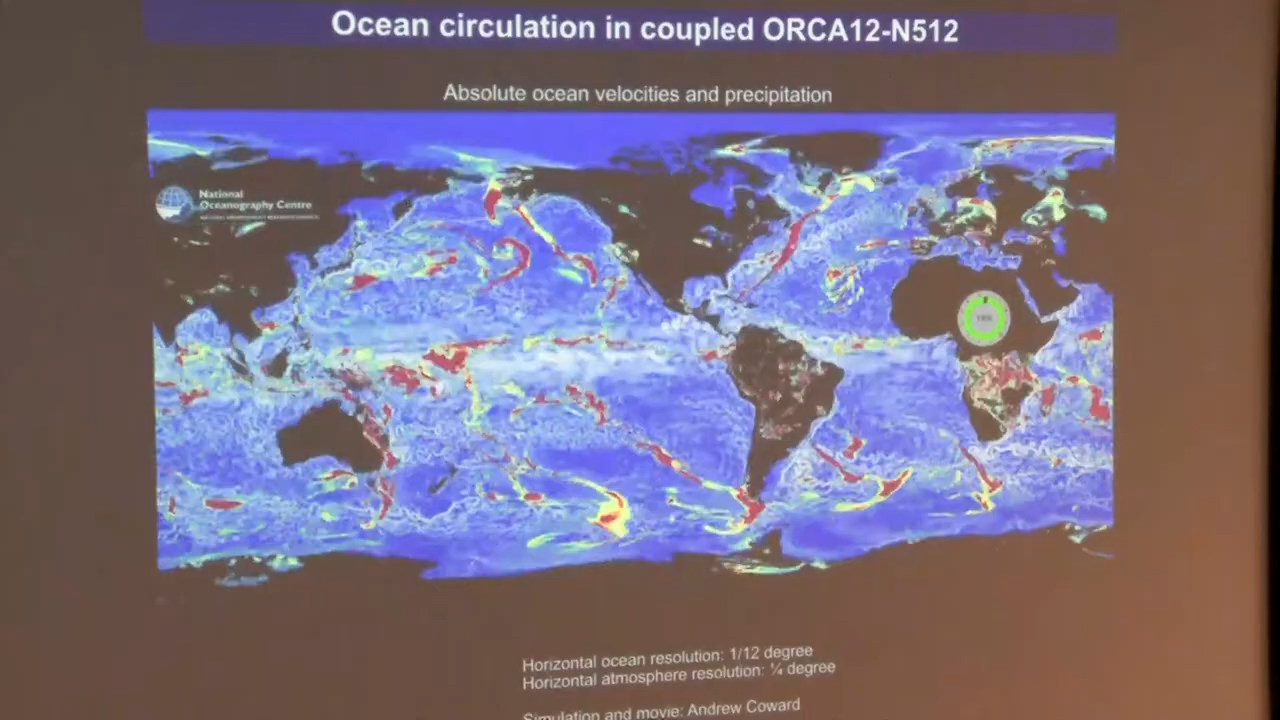 Ocean circulation in coupled ORCA12-N512
Absolute ocean velocities and precipitation
National
Oceanography Centre
Horizontal ocean resolution: 1/12 degree
Horizontal atmosphere resolution: ¼ degree
Simulation and movie: Andrew Coward